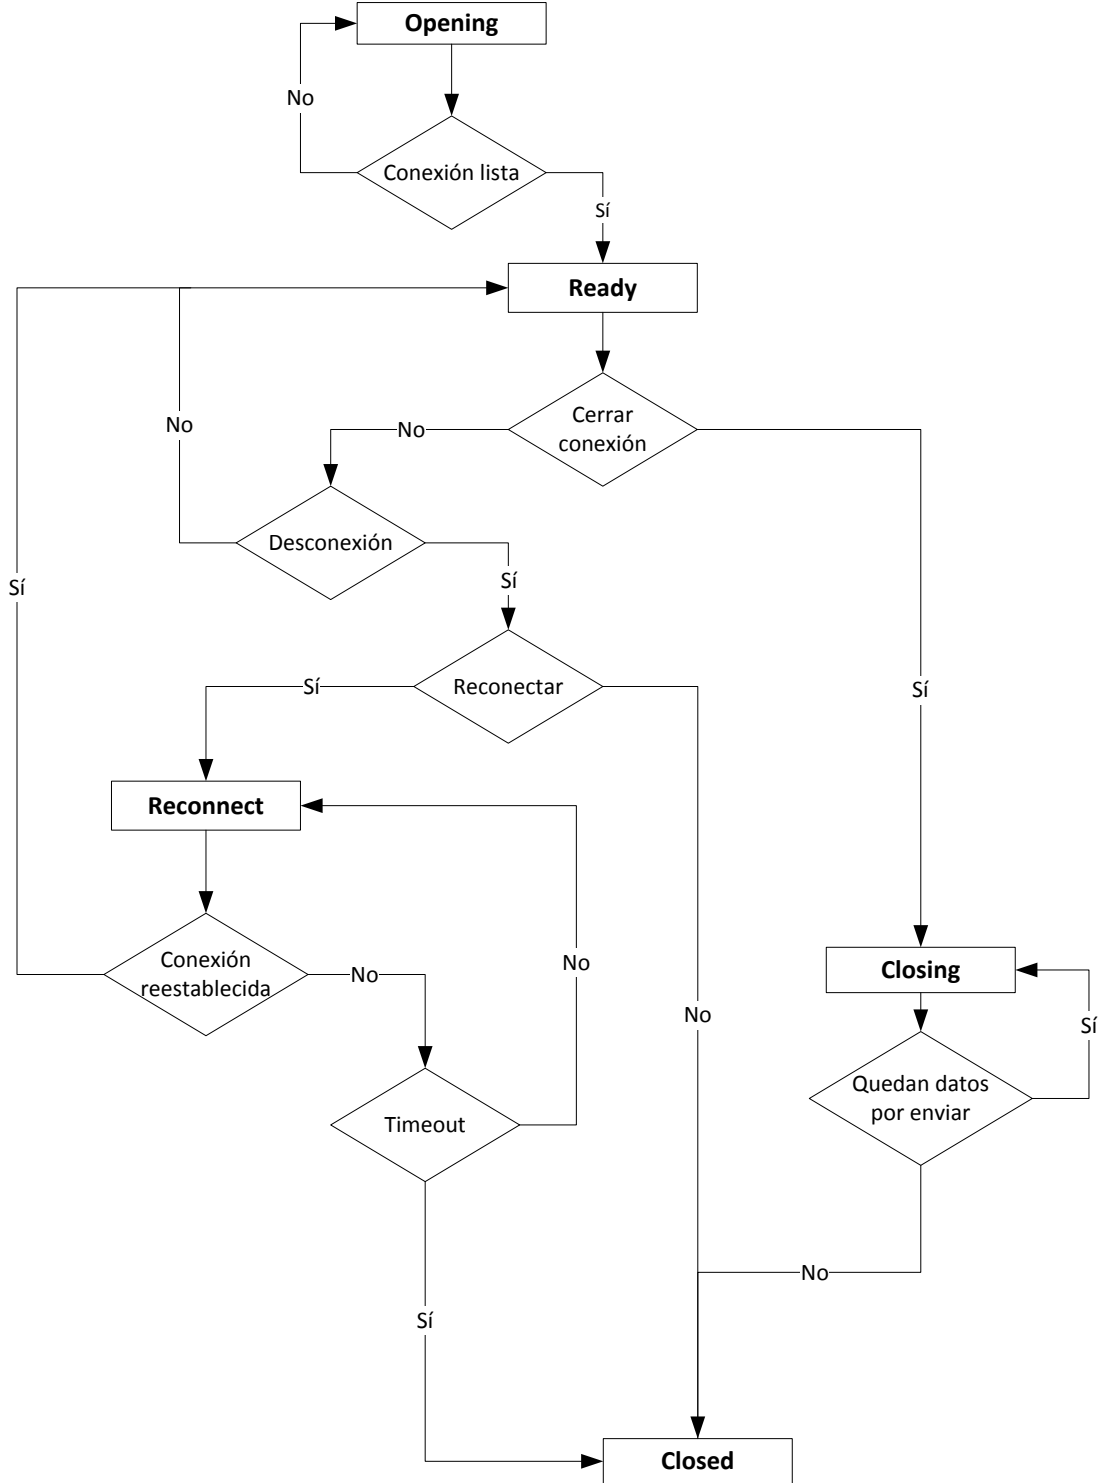 Opening
No
Conexión lista
Sí
Ready
Cerrar
conexión
No
No
Desconexión
Sí
Sí
Reconectar
Sí
Sí
Reconnect
No
Conexión
reestablecida
No
No
Closing
Sí
Quedan datos
por enviar
Timeout
No
Sí
Closed